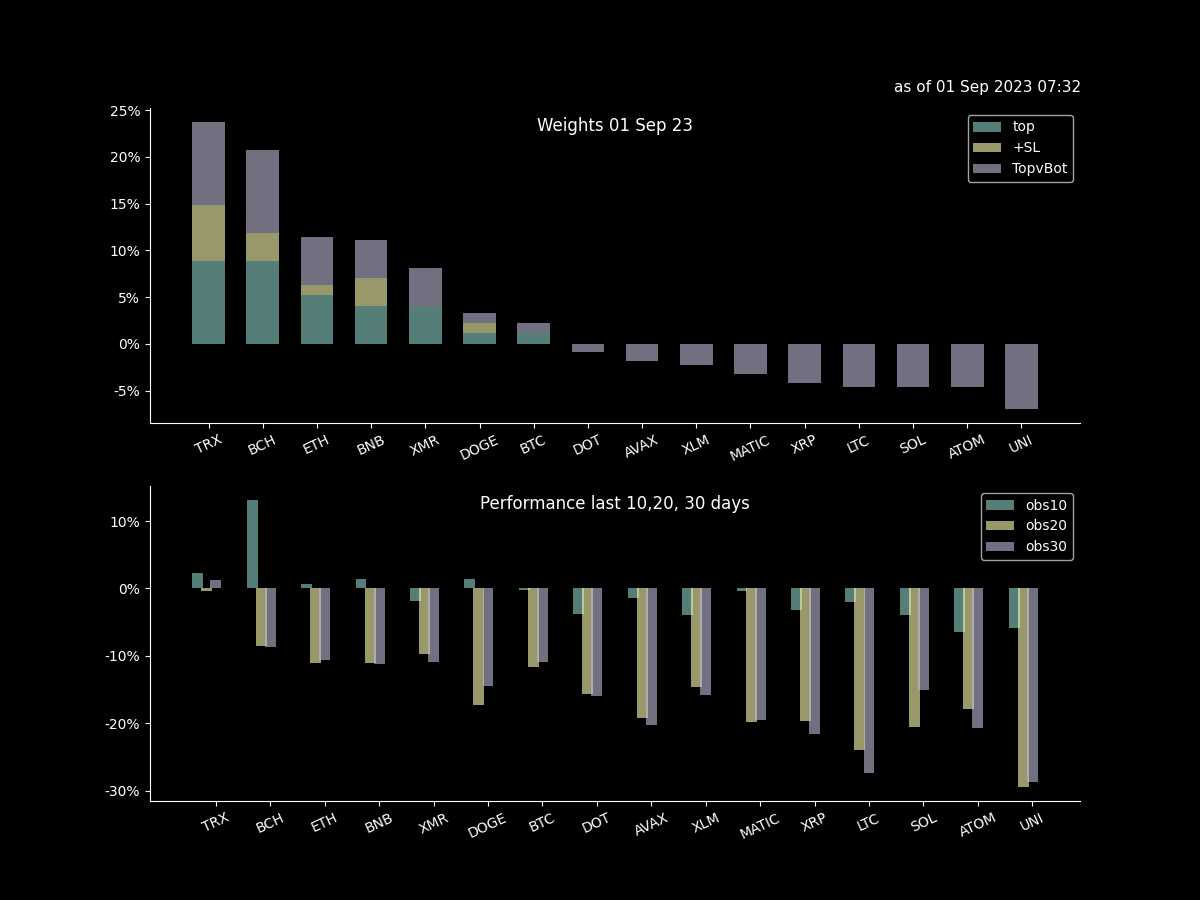 as of 01 Sep 2023 07:32
Weights 01 Sep 23
top
+SL
TopvBot
25%
20%
15%
10%
5%
0%
-5%
TRX BCH ETH BNB XMR DOGE BTC DOT AVAX XLM MATIC XRP LTC SOL ATOM UNI
Performance last 10,20, 30 days
obs10
obs20
obs30
10%
0%
-10%
-20%
-30%
TRX BCH ETH BNB XMR DOGE BTC DOT AVAX XLM MATIC XRP LTC SOL ATOM UNI